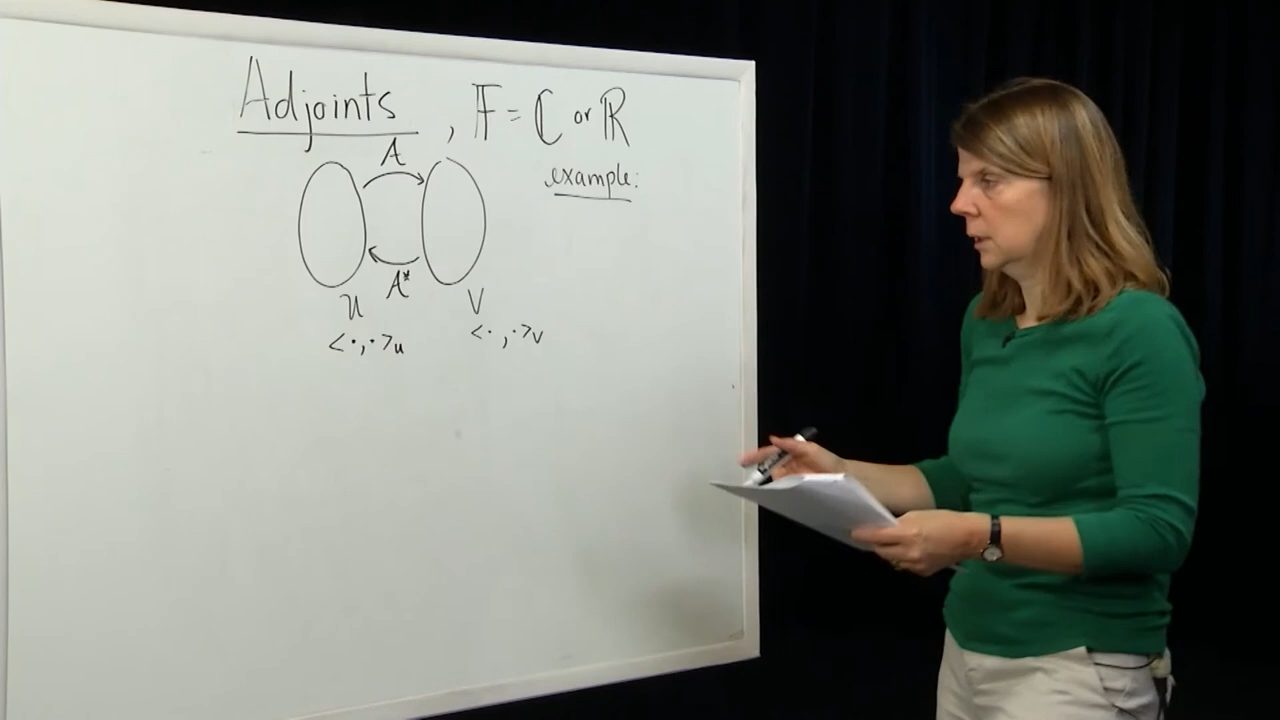 Adjoints, 𝔽 = ℂ or ℝ
A
example:
A*
U V
<·,·>u <·,·>v